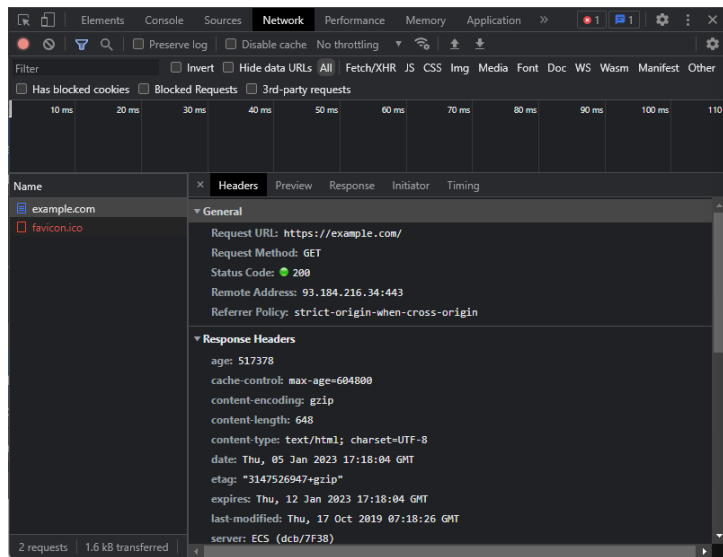 Elements Console Sources Network Performance Memory Application » 1 1
Preserve log Disable cache No throttling
Filter Invert Hide data URLs All Fetch/XHR JS CSS Img Media Font Doc WS Wasm Manifest Other
Has blocked cookies Blocked Requests 3rd-party requests
10 ms 20 ms 30 ms 40 ms 50 ms 60 ms 70 ms 80 ms 90 ms 100 ms 110
Name × Headers Preview Response Initiator Timing
example.com
favicon.ico
General
Request URL: https://example.com/
Request Method: GET
Status Code: 200
Remote Address: 93.184.216.34:443
Referrer Policy: strict-origin-when-cross-origin
Response Headers
age: 517378
cache-control: max-age=604800
content-encoding: gzip
content-length: 648
content-type: text/html; charset=UTF-8
date: Thu, 05 Jan 2023 17:18:04 GMT
etag: "3147526947+gzip"
expires: Thu, 12 Jan 2023 17:18:04 GMT
last-modified: Thu, 17 Oct 2019 07:18:26 GMT
server: ECS (dcb/7F38)
2 requests 1.6 kB transferred